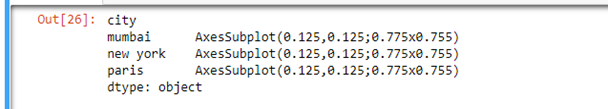 Out[26]: city
mumbai AxesSubplot(0.125,0.125;0.775x0.755)
new york AxesSubplot(0.125,0.125;0.775x0.755)
paris AxesSubplot(0.125,0.125;0.775x0.755)
dtype: object